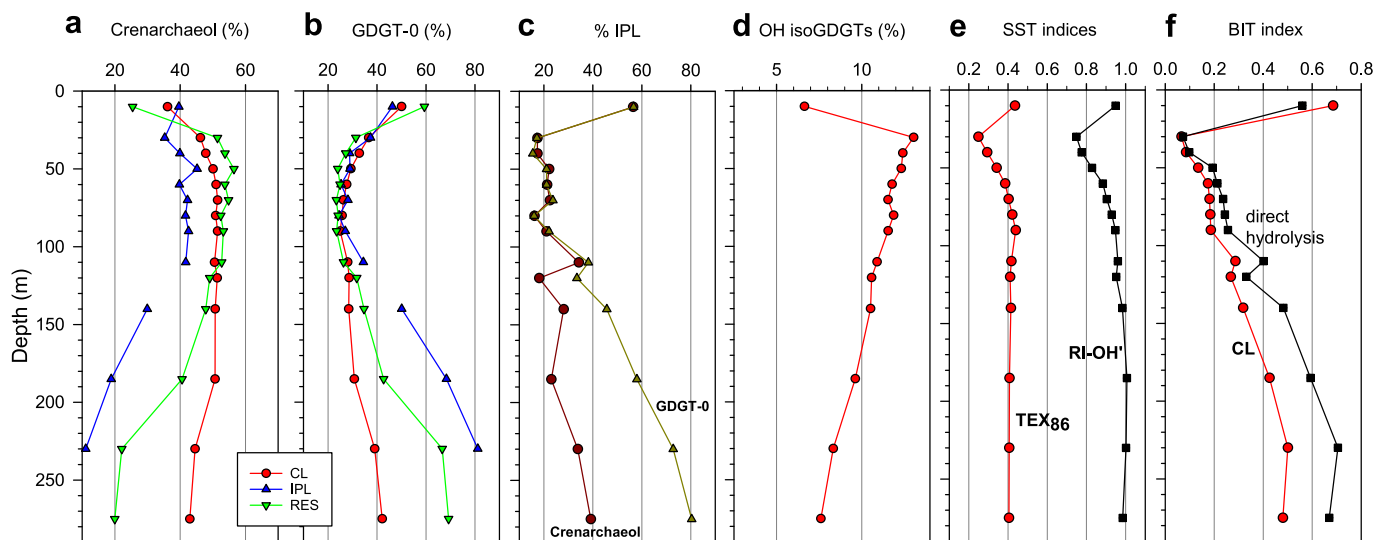 a Crenarchaeol (%) b GDGT-0 (%) c % IPL d OH isoGDGTs (%) e SST indices f BIT index
20 40 60 80 20 40 60 80 20 40 60 80 5 10 0.2 0.4 0.6 0.8 1.0 0.0 0.2 0.4 0.6 0.8
0
50
100
150
200
250
Depth (m)
CL
IPL
RES
GDGT-0
Crenarchaeol
TEX86
RI-OH'
direct
hydrolysis
CL